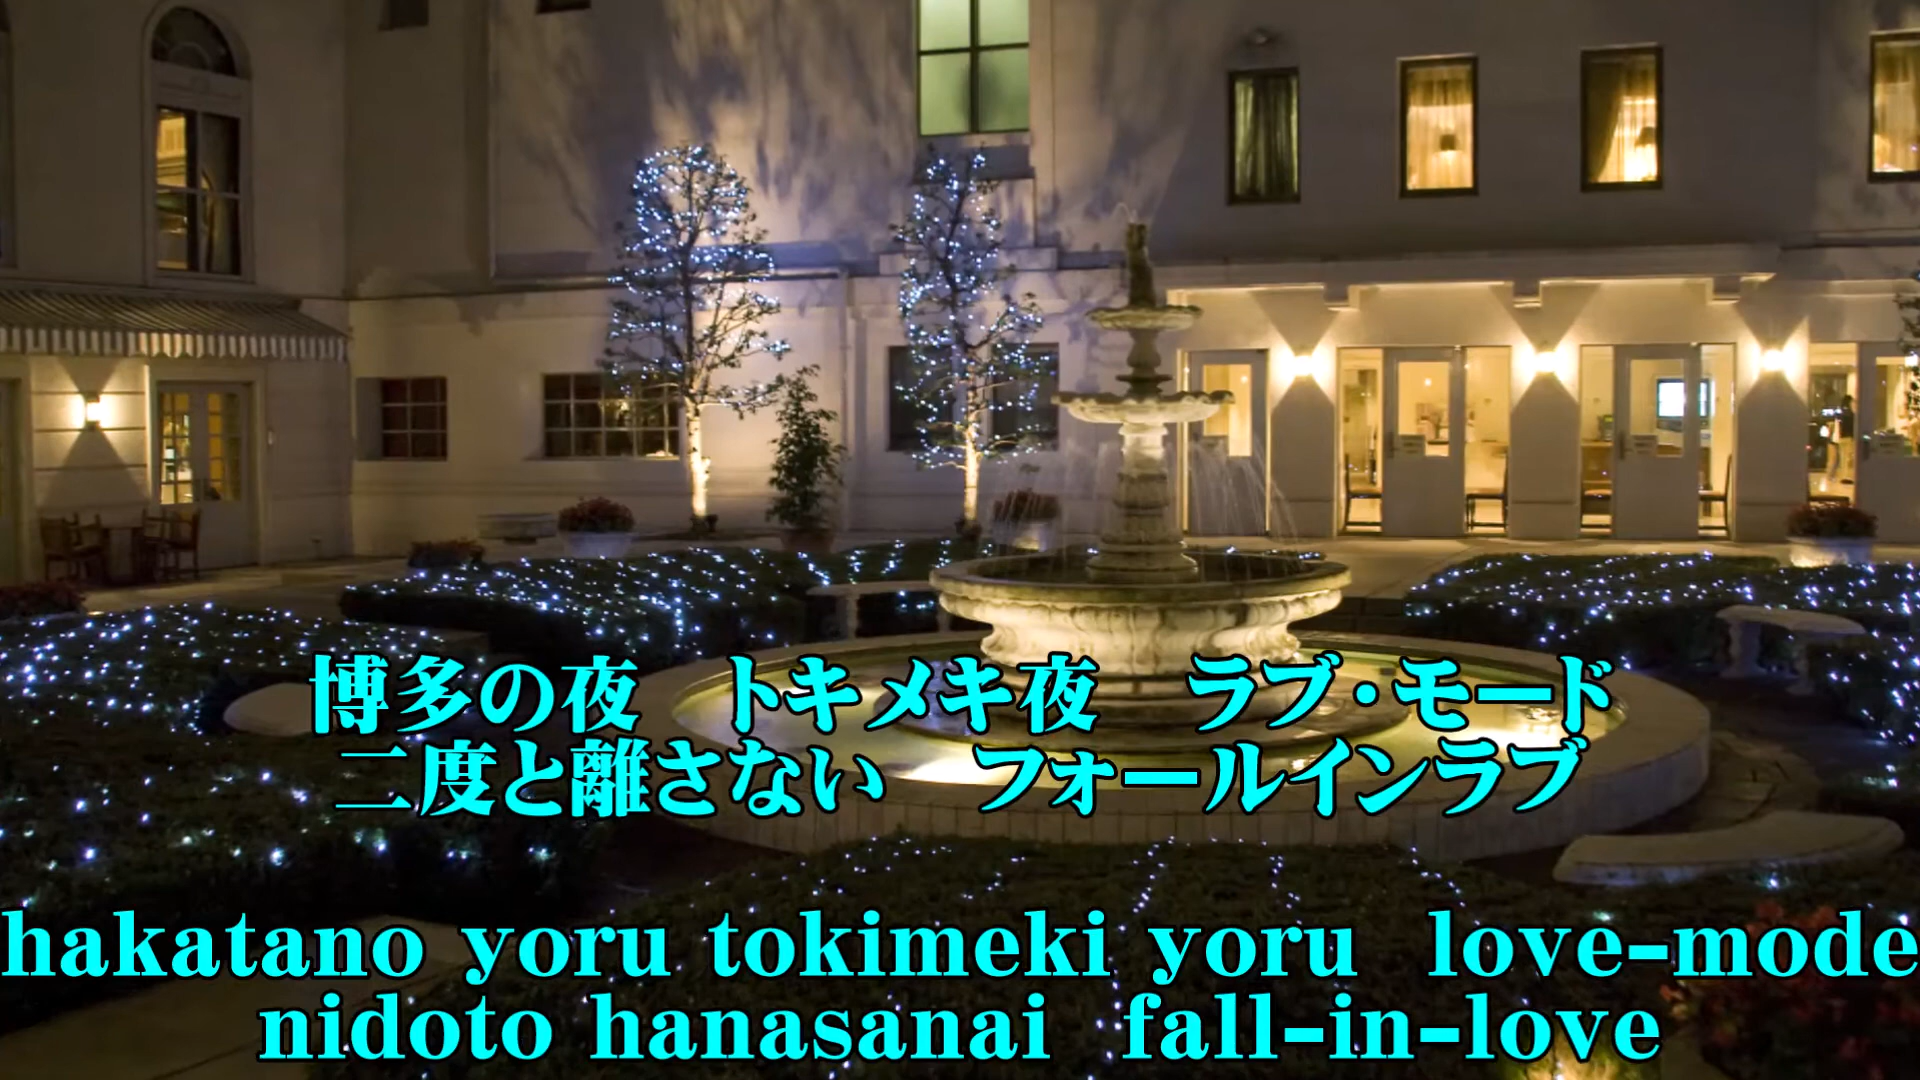 博多の夜　トキメキ夜　ラブ・モード
二度と離さない　フォールインラブ
hakatano yoru tokimeki yoru  love-mode
nidoto hanasanai  fall-in-love